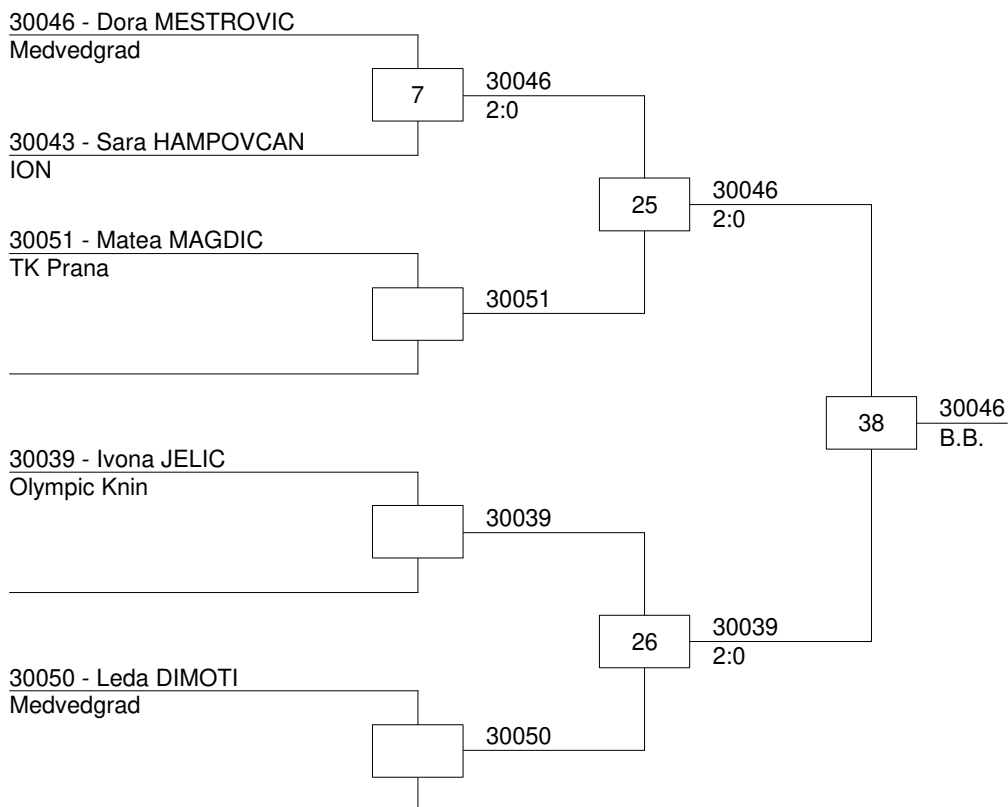 30046 - Dora MESTROVIC
Medvedgrad
7
30046
2:0
30043 - Sara HAMPOVCAN
ION
25
30046
2:0
30051 - Matea MAGDIC
TK Prana
30051
38
30046
B.B.
30039 - Ivona JELIC
Olympic Knin
30039
26
30039
2:0
30050 - Leda DIMOTI
Medvedgrad
30050